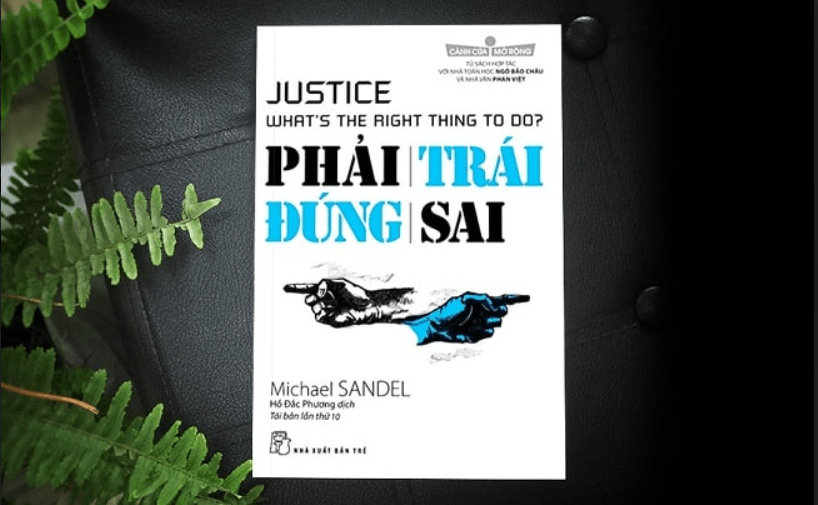 CÁNH CỬA MỞ RỘNG
TỦ SÁCH HỢP TÁC
VỚI NHÀ TOÁN HỌC NGÔ BẢO CHÂU
VÀ NHÀ VĂN PHAN VIỆT
JUSTICE
WHAT'S THE RIGHT THING TO DO?
PHẢI TRÁI
ĐÚNG SAI
Michael SANDEL
Hồ Đắc Phương dịch
Tái bản lần thứ 10
NHÀ XUẤT BẢN TRẺ